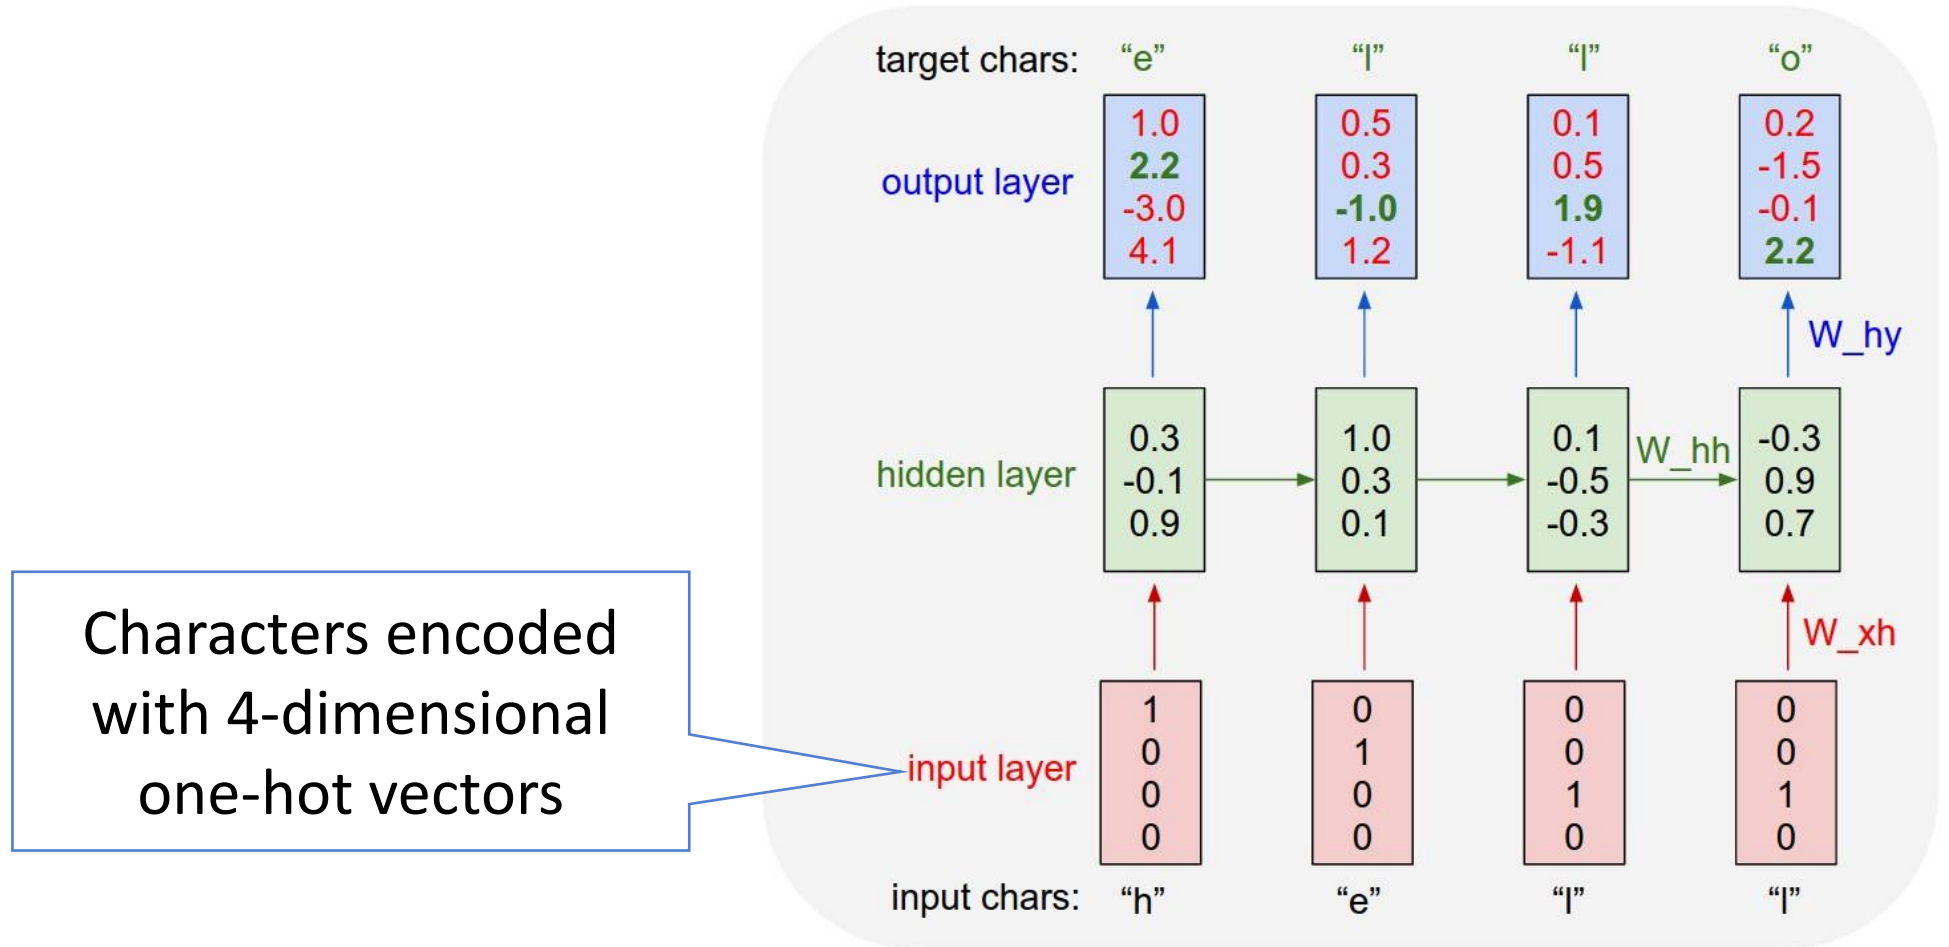 target chars: “e” “l” “l” “o”
output layer
1.0 0.5 0.1 0.2
2.2 0.3 0.5 -1.5
-3.0 -1.0 1.9 -0.1
4.1 1.2 -1.1 2.2
W_hy
hidden layer
0.3 1.0 0.1 -0.3
-0.1 0.3 -0.5 0.9
0.9 0.1 -0.3 0.7
W_hh
W_xh
Characters encoded
with 4-dimensional
one-hot vectors
input layer
1 0 0 0
0 1 0 0
0 0 1 1
0 0 0 0
input chars: “h” “e” “l” “l”